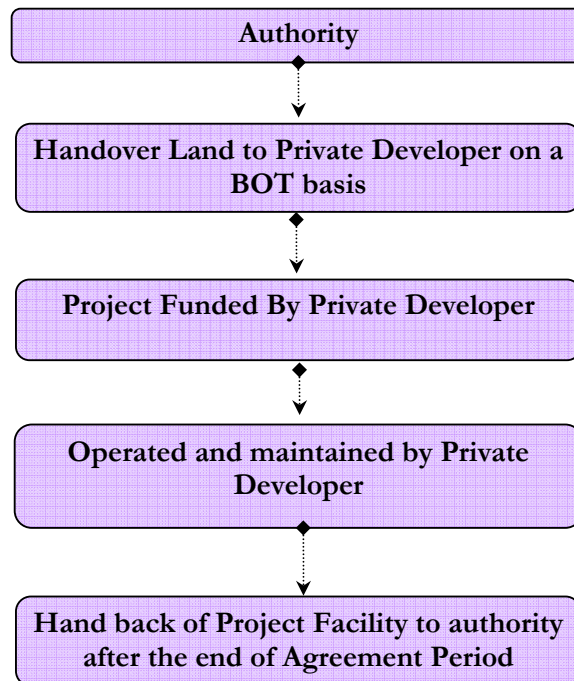 Authority
Handover Land to Private Developer on a
BOT basis
Project Funded By Private Developer
Operated and maintained by Private
Developer
Hand back of Project Facility to authority
after the end of Agreement Period